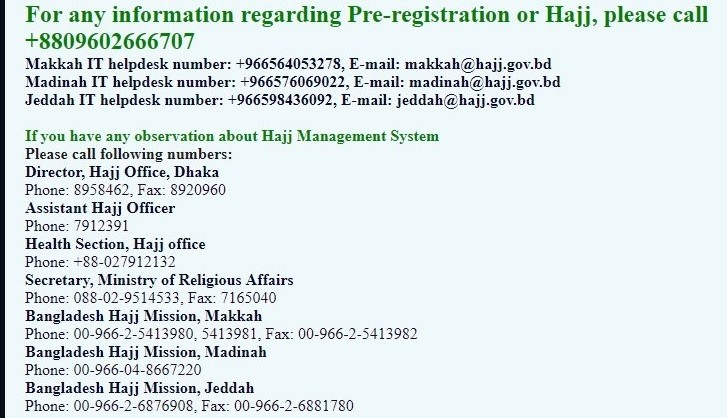 For any information regarding Pre-registration or Hajj, please call
+8809602666707
Makkah IT helpdesk number: +966564053278, E-mail: makkah@hajj.gov.bd
Madinah IT helpdesk number: +966576069022, E-mail: madinah@hajj.gov.bd
Jeddah IT helpdesk number: +966598436092, E-mail: jeddah@hajj.gov.bd
If you have any observation about Hajj Management System
Please call following numbers:
Director, Hajj Office, Dhaka
Phone: 8958462, Fax: 8920960
Assistant Hajj Officer
Phone: 7912391
Health Section, Hajj office
Phone: +88-027912132
Secretary, Ministry of Religious Affairs
Phone: 088-02-9514533, Fax: 7165040
Bangladesh Hajj Mission, Makkah
Phone: 00-966-2-5413980, 5413981, Fax: 00-966-2-5413982
Bangladesh Hajj Mission, Madinah
Phone: 00-966-04-8667220
Bangladesh Hajj Mission, Jeddah
Phone: 00-966-2-6876908, Fax: 00-966-2-6881780